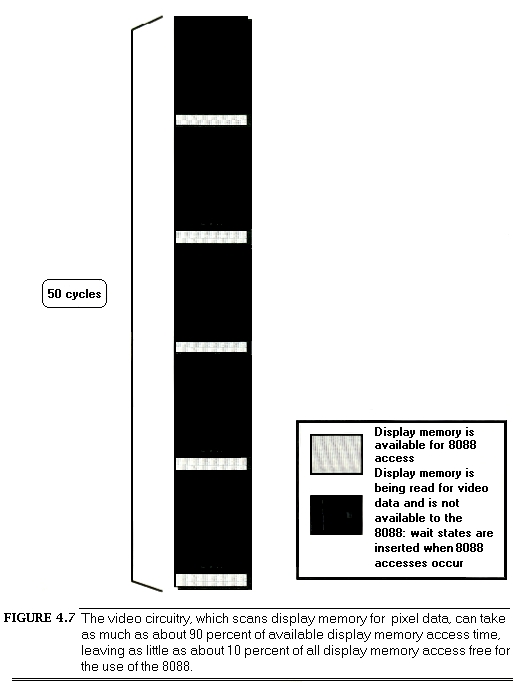 50 cycles
Display memory is
available for 8088
access
Display memory is
being read for video
data and is not
available to the
8088: wait states are
inserted when 8088
accesses occur
FIGURE 4.7 The video circuitry, which scans display memory for pixel data, can take
as much as about 90 percent of available display memory access time,
leaving as little as about 10 percent of all display memory access free for
the use of the 8088.